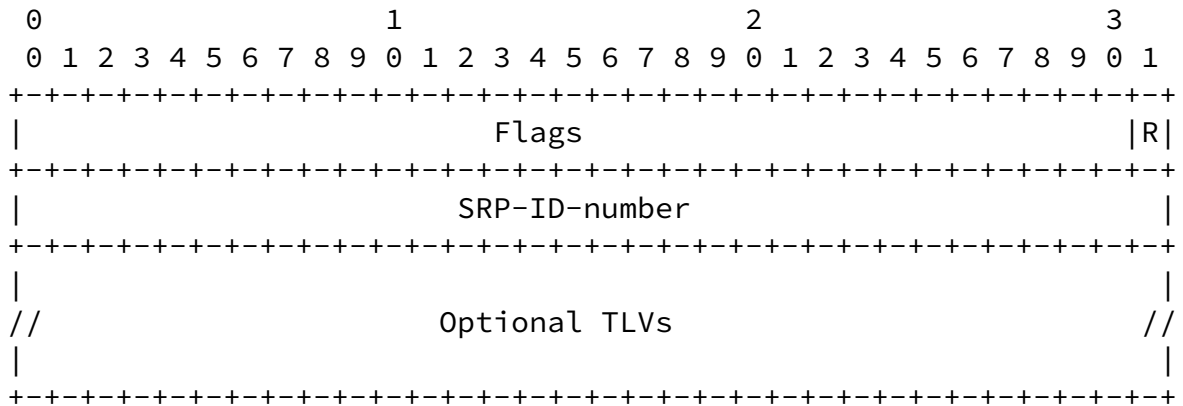 0                   1                   2                   3
 0 1 2 3 4 5 6 7 8 9 0 1 2 3 4 5 6 7 8 9 0 1 2 3 4 5 6 7 8 9 0 1
+-+-+-+-+-+-+-+-+-+-+-+-+-+-+-+-+-+-+-+-+-+-+-+-+-+-+-+-+-+-+-+-+
|                          Flags                              |R|
+-+-+-+-+-+-+-+-+-+-+-+-+-+-+-+-+-+-+-+-+-+-+-+-+-+-+-+-+-+-+-+-+
|                        SRP-ID-number                          |
+-+-+-+-+-+-+-+-+-+-+-+-+-+-+-+-+-+-+-+-+-+-+-+-+-+-+-+-+-+-+-+-+
|                                                               |
//                      Optional TLVs                          //
|                                                               |
+-+-+-+-+-+-+-+-+-+-+-+-+-+-+-+-+-+-+-+-+-+-+-+-+-+-+-+-+-+-+-+-+